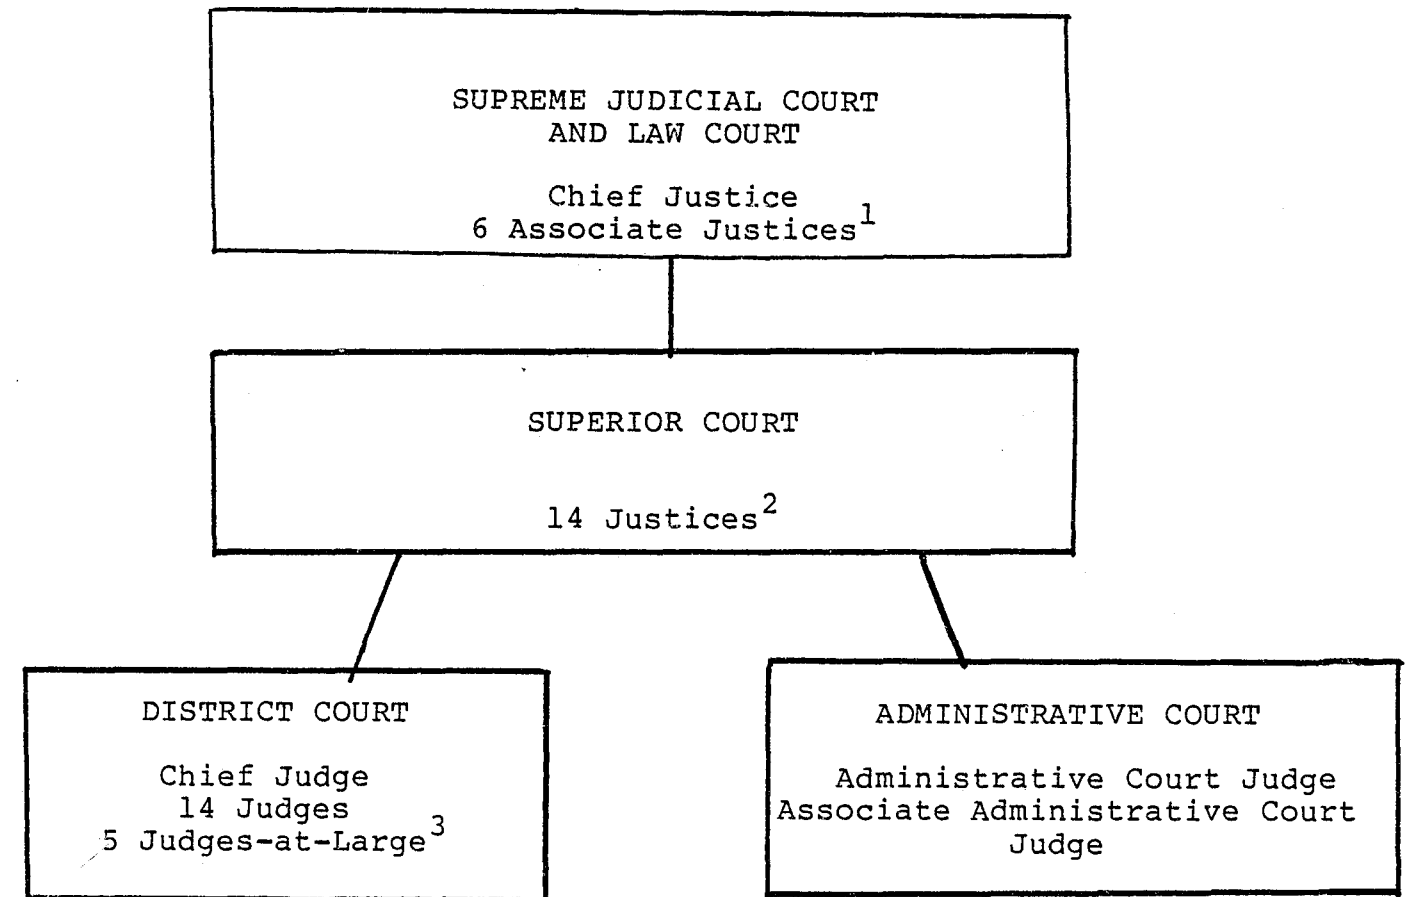 SUPREME JUDICIAL COURT
AND LAW COURT
Chief Justice
6 Associate Justices1
SUPERIOR COURT
14 Justices2
DISTRICT COURT
Chief Judge
14 Judges
5 Judges-at-Large3
ADMINISTRATIVE COURT
Administrative Court Judge
Associate Administrative Court
Judge